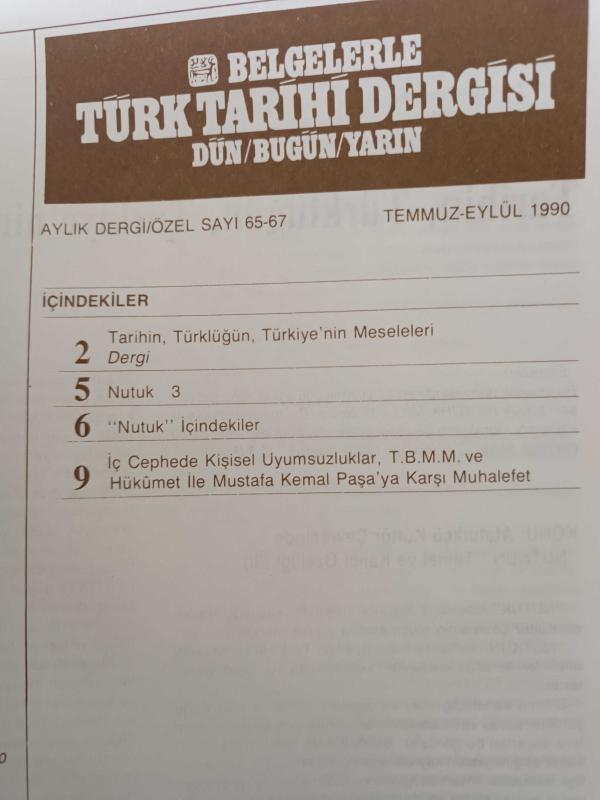 BELGELERLE
TÜRK TARİHİ DERGİSİ
DÜN/BUGÜN/YARIN
AYLIK DERGİ/ÖZEL SAYI 65-67
TEMMUZ-EYLÜL 1990
İÇİNDEKİLER
2 Tarihin, Türklüğün, Türkiye'nin Meseleleri
Dergi
5 Nutuk 3
6 "Nutuk" İçindekiler
9 İç Cephede Kişisel Uyumsuzluklar, T.B.M.M. ve
Hükûmet İle Mustafa Kemal Paşa'ya Karşı Muhalefet